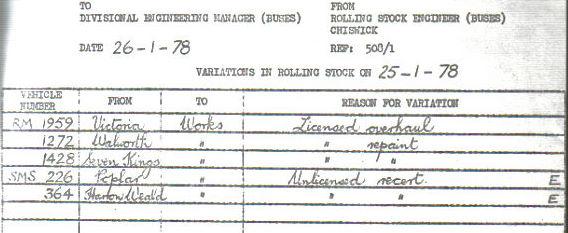 TO
DIVISIONAL ENGINEERING MANAGER (BUSES)
FROM
ROLLING STOCK ENGINEER (BUSES)
CHISWICK
DATE 26-1-78
REF: 508/1
VARIATIONS IN ROLLING STOCK ON 25-1-78
VEHICLE NUMBER FROM TO REASON FOR VARIATION
RM 1959 Victoria Works Licensed overhaul
1272 Walworth " " repaint
1428 Seven Kings " " "
SMS 226 Poplar " Unlicensed recert. E
364 Harrow Weald " " " E